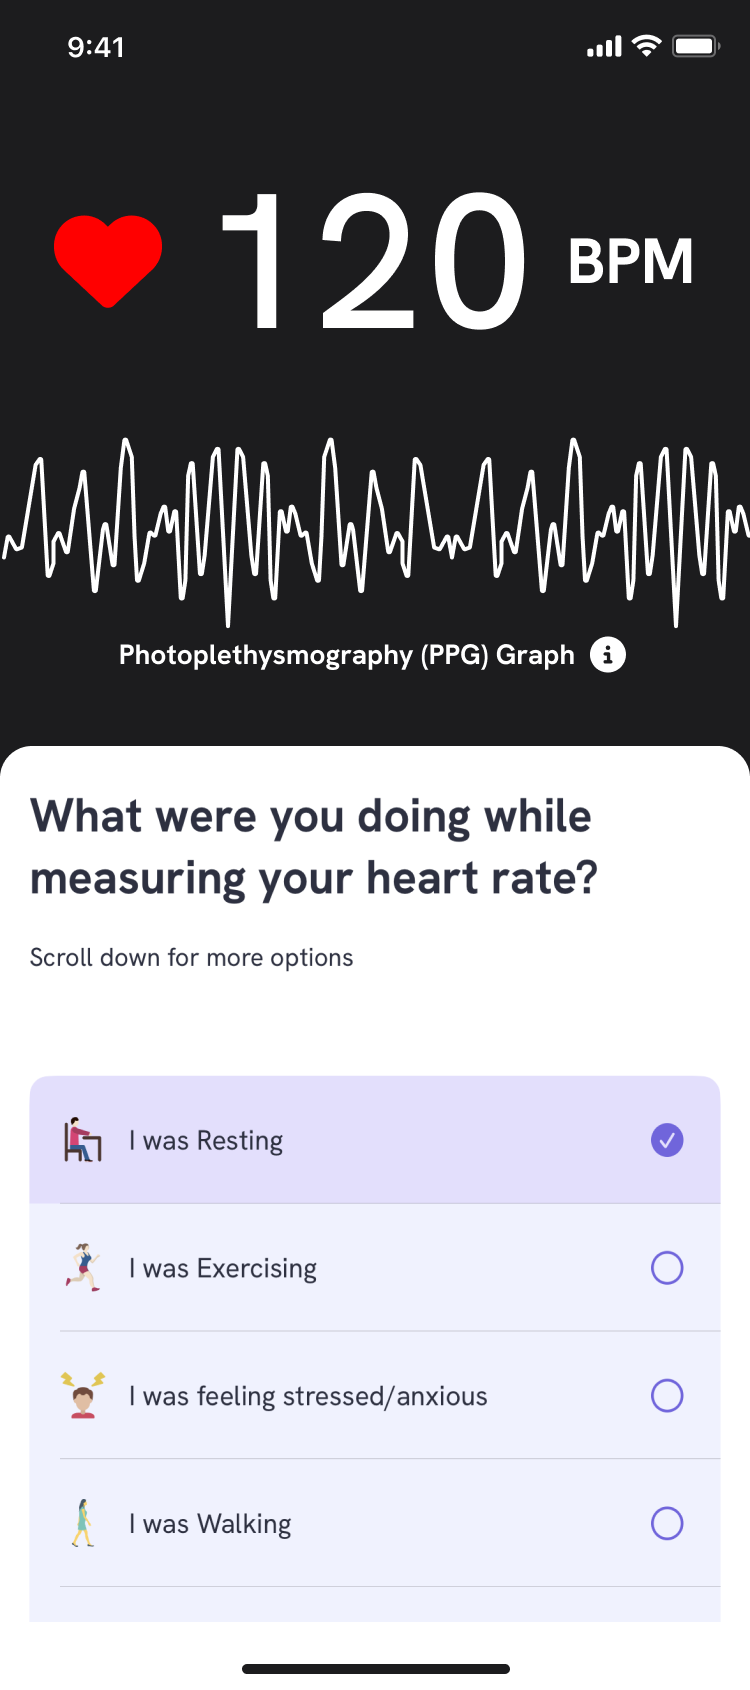 9:41
120 BPM
Photoplethysmography (PPG) Graph
What were you doing while
measuring your heart rate?
Scroll down for more options
I was Resting
I was Exercising
I was feeling stressed/anxious
I was Walking